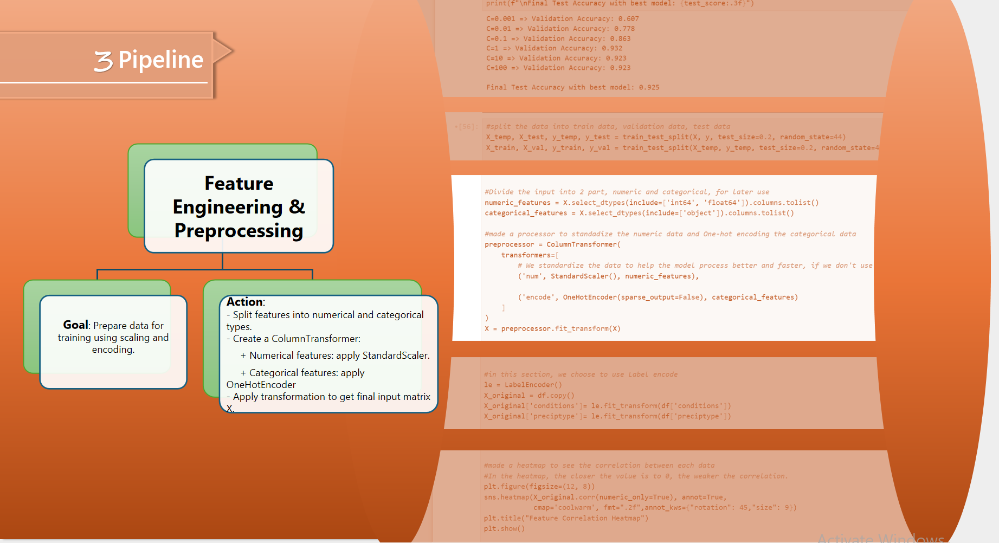 3 Pipeline
Feature
Engineering &
Preprocessing
Goal: Prepare data for
training using scaling and
encoding.
Action:
- Split features into numerical and categorical
types.
- Create a ColumnTransformer:
+ Numerical features: apply StandardScaler.
+ Categorical features: apply
OneHotEncoder
- Apply transformation to get final input matrix
X.
print(f"\nFinal Test Accuracy with best model: {test_score:.3f}")
C=0.001 => Validation Accuracy: 0.607
C=0.01 => Validation Accuracy: 0.778
C=0.1 => Validation Accuracy: 0.863
C=1 => Validation Accuracy: 0.932
C=10 => Validation Accuracy: 0.923
C=100 => Validation Accuracy: 0.923
Final Test Accuracy with best model: 0.925
•[56]:
#split the data into train data, validation data, test data
X_temp, X_test, y_temp, y_test = train_test_split(X, y, test_size=0.2, random_state=44)
X_train, X_val, y_train, y_val = train_test_split(X_temp, y_temp, test_size=0.2, random_state=4
#Divide the input into 2 part, numeric and categorical, for later use
numeric_features = X.select_dtypes(include=['int64', 'float64']).columns.tolist()
categorical_features = X.select_dtypes(include=['object']).columns.tolist()
#made a processor to standadize the numeric data and One-hot encoding the categorical data
preprocessor = ColumnTransformer(
transformers=[
# We standardize the data to help the model process better and faster, if we don't use
('num', StandardScaler(), numeric_features),
('encode', OneHotEncoder(sparse_output=False), categorical_features)
]
)
X = preprocessor.fit_transform(X)
#in this section, we choose to use Label encode
le = LabelEncoder()
X_original = df.copy()
X_original['conditions']= le.fit_transform(df['conditions'])
X_original['preciptype']= le.fit_transform(df['preciptype'])
#made a heatmap to see the correlation between each data
#In the heatmap, the closer the value is to 0, the weaker the correlation.
plt.figure(figsize=(12, 8))
sns.heatmap(X_original.corr(numeric_only=True), annot=True,
cmap='coolwarm', fmt=".2f",annot_kws={"rotation": 45,"size": 9})
plt.title("Feature Correlation Heatmap")
plt.show()
Activate Windows